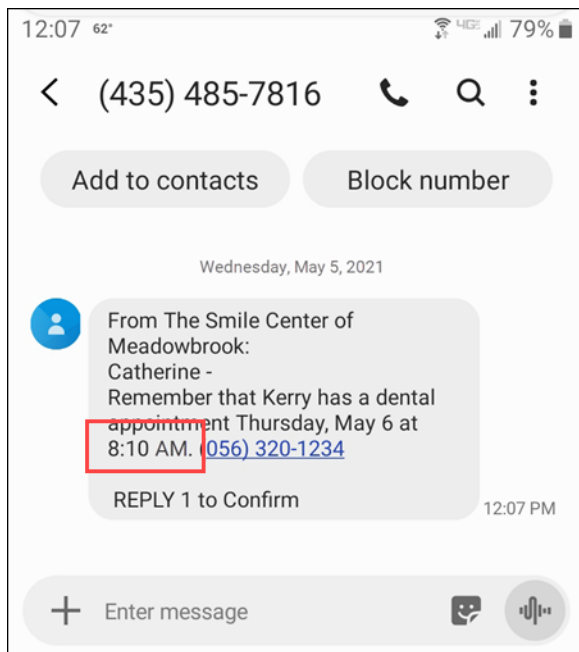 12:07 62° 4GE 79%
(435) 485-7816
Add to contacts Block number
Wednesday, May 5, 2021
From The Smile Center of
Meadowbrook:
Catherine -
Remember that Kerry has a dental
appointment Thursday, May 6 at
8:10 AM. (056) 320-1234
REPLY 1 to Confirm
12:07 PM
Enter message